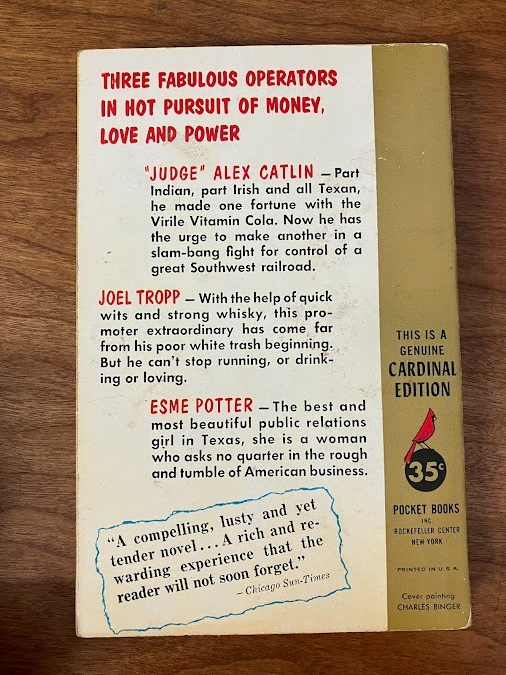 THREE FABULOUS OPERATORS
IN HOT PURSUIT OF MONEY,
LOVE AND POWER
"JUDGE" ALEX CATLIN — Part
Indian, part Irish and all Texan,
he made one fortune with the
Virile Vitamin Cola. Now he has
the urge to make another in a
slam-bang fight for control of a
great Southwest railroad.
JOEL TROPP — With the help of quick
wits and strong whisky, this pro-
moter extraordinary has come far
from his poor white trash beginning.
But he can't stop running, or drink-
ing or loving.
ESME POTTER — The best and
most beautiful public relations
girl in Texas, she is a woman
who asks no quarter in the rough
and tumble of American business.
"A compelling, lusty and yet
tender novel... A rich and re-
warding experience that the
reader will not soon forget."
— Chicago Sun-Times
THIS IS A
GENUINE
CARDINAL
EDITION
35c
POCKET BOOKS
INC
ROCKEFELLER CENTER
NEW YORK
PRINTED IN U.S.A.
Cover painting
CHARLES BINGER